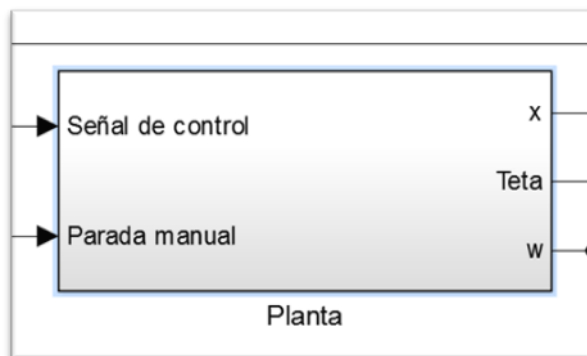 Señal de control
Parada manual
x
Teta
w
Planta